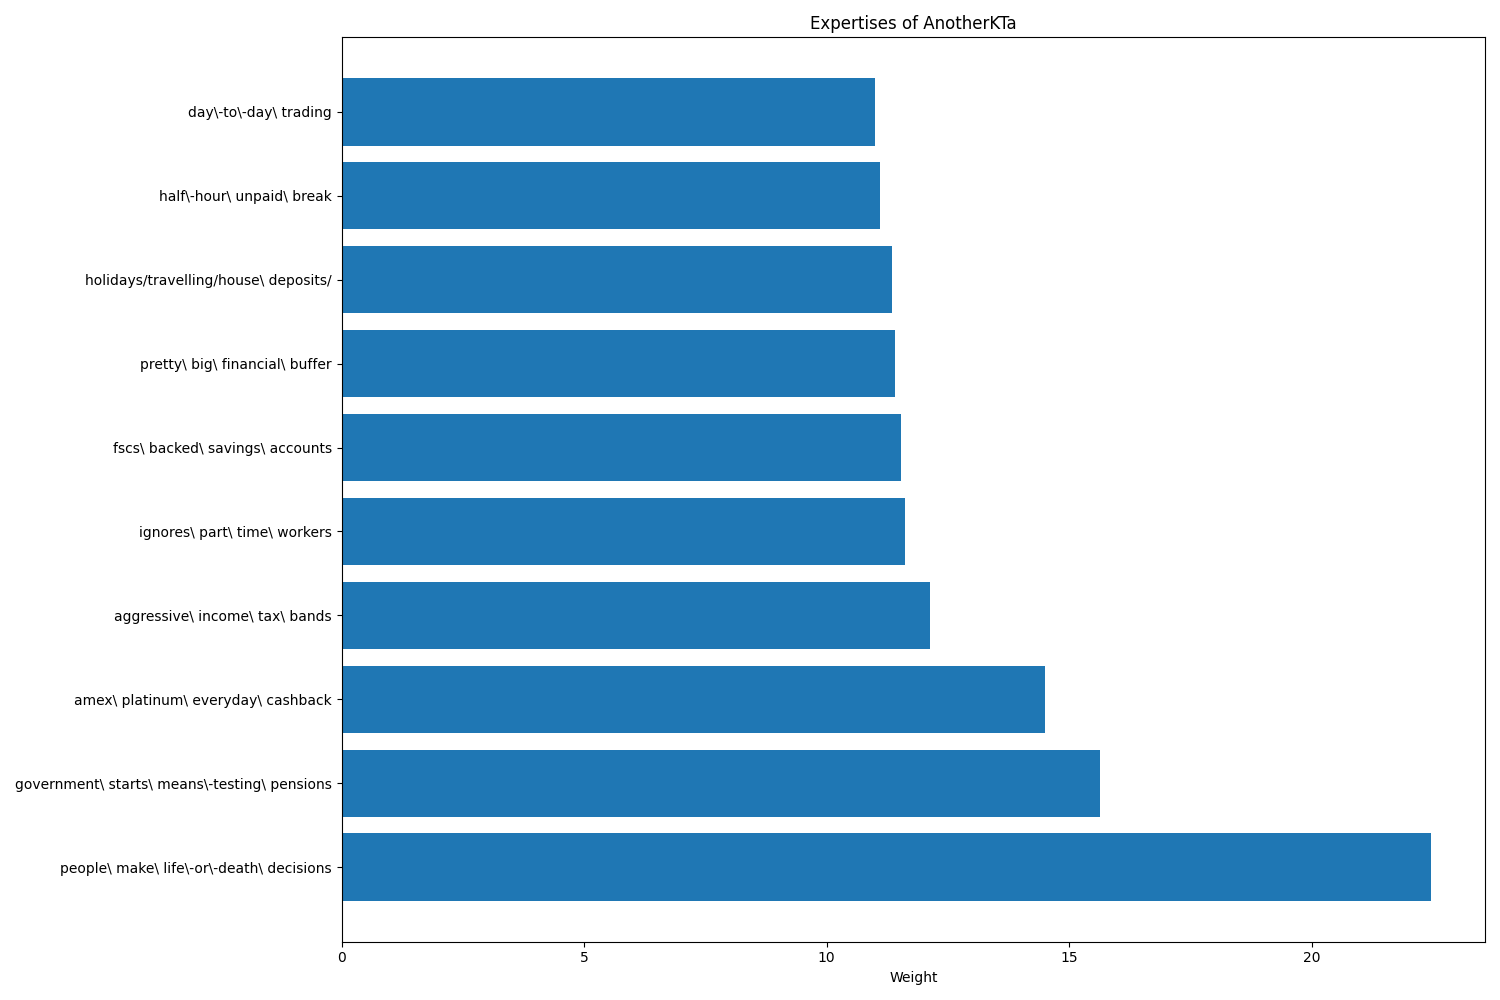 Expertises of AnotherKTa
day\-to\-day\ trading
half\-hour\ unpaid\ break
holidays/travelling/house\ deposits/
pretty\ big\ financial\ buffer
fscs\ backed\ savings\ accounts
ignores\ part\ time\ workers
aggressive\ income\ tax\ bands
amex\ platinum\ everyday\ cashback
government\ starts\ means\-testing\ pensions
people\ make\ life\-or\-death\ decisions
0 5 10 15 20
Weight